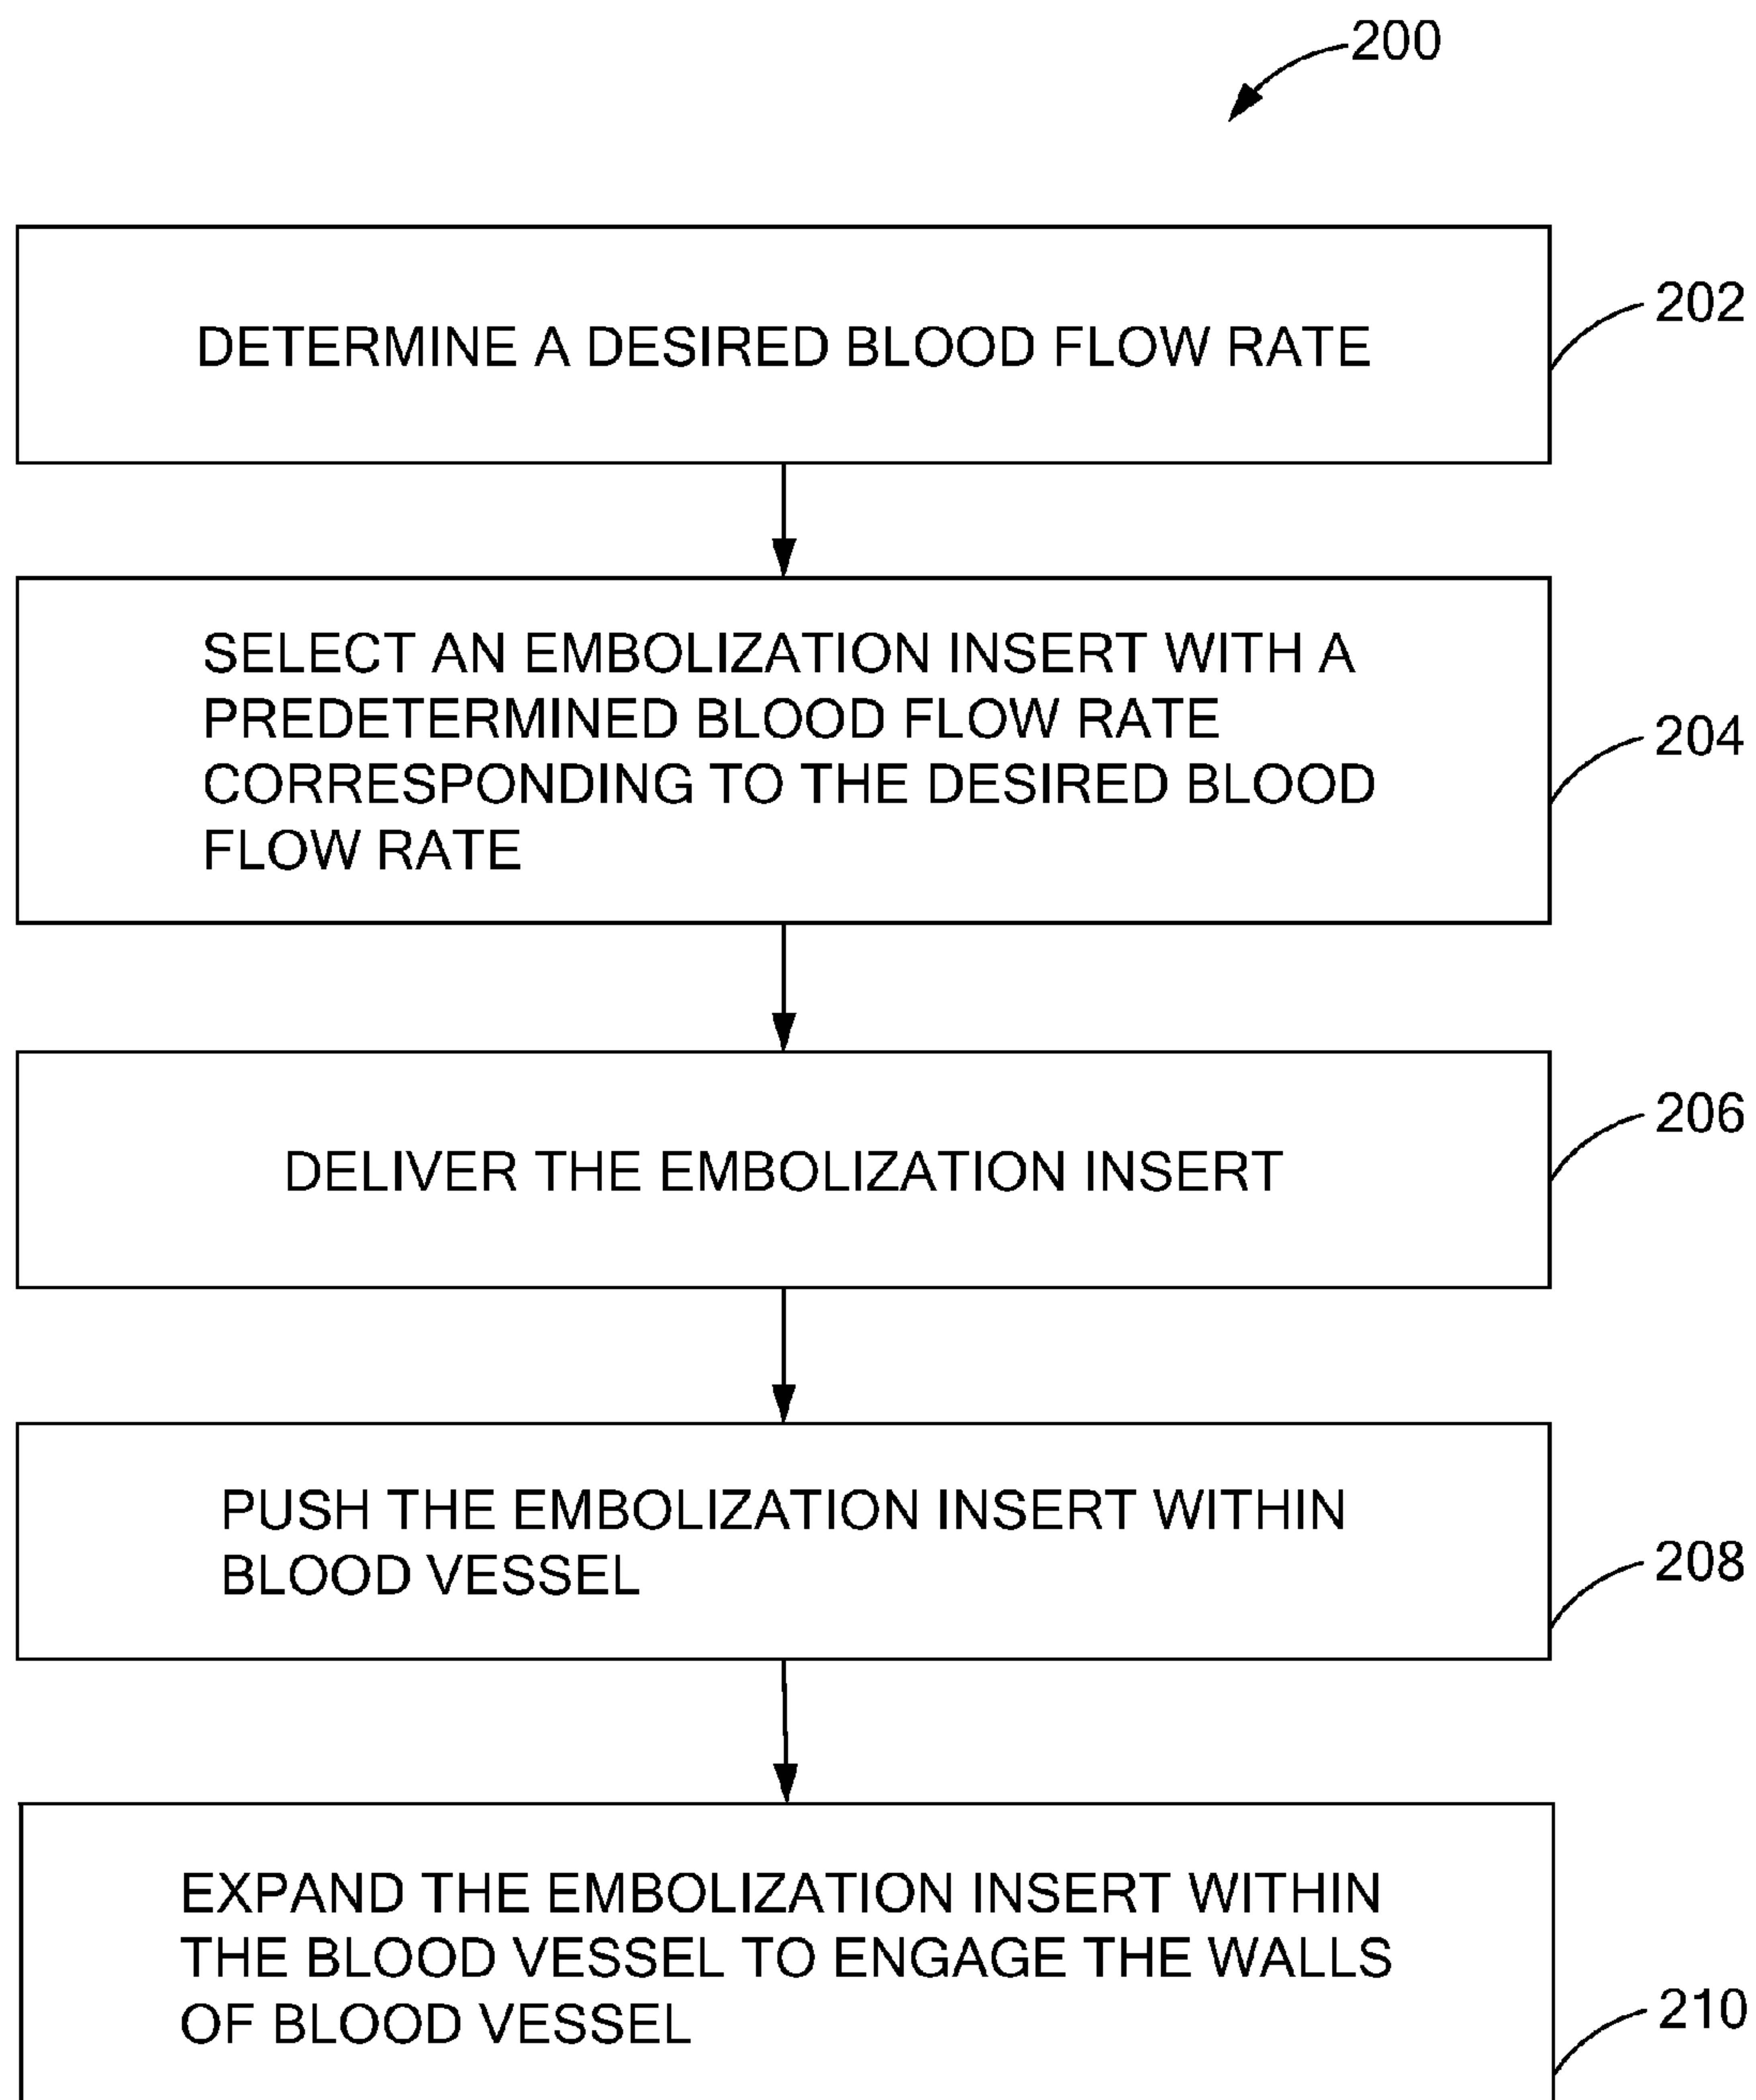 200
DETERMINE A DESIRED BLOOD FLOW RATE
202
SELECT AN EMBOLIZATION INSERT WITH A
PREDETERMINED BLOOD FLOW RATE
CORRESPONDING TO THE DESIRED BLOOD
FLOW RATE
204
DELIVER THE EMBOLIZATION INSERT
206
PUSH THE EMBOLIZATION INSERT WITHIN
BLOOD VESSEL
208
EXPAND THE EMBOLIZATION INSERT WITHIN
THE BLOOD VESSEL TO ENGAGE THE WALLS
OF BLOOD VESSEL
210